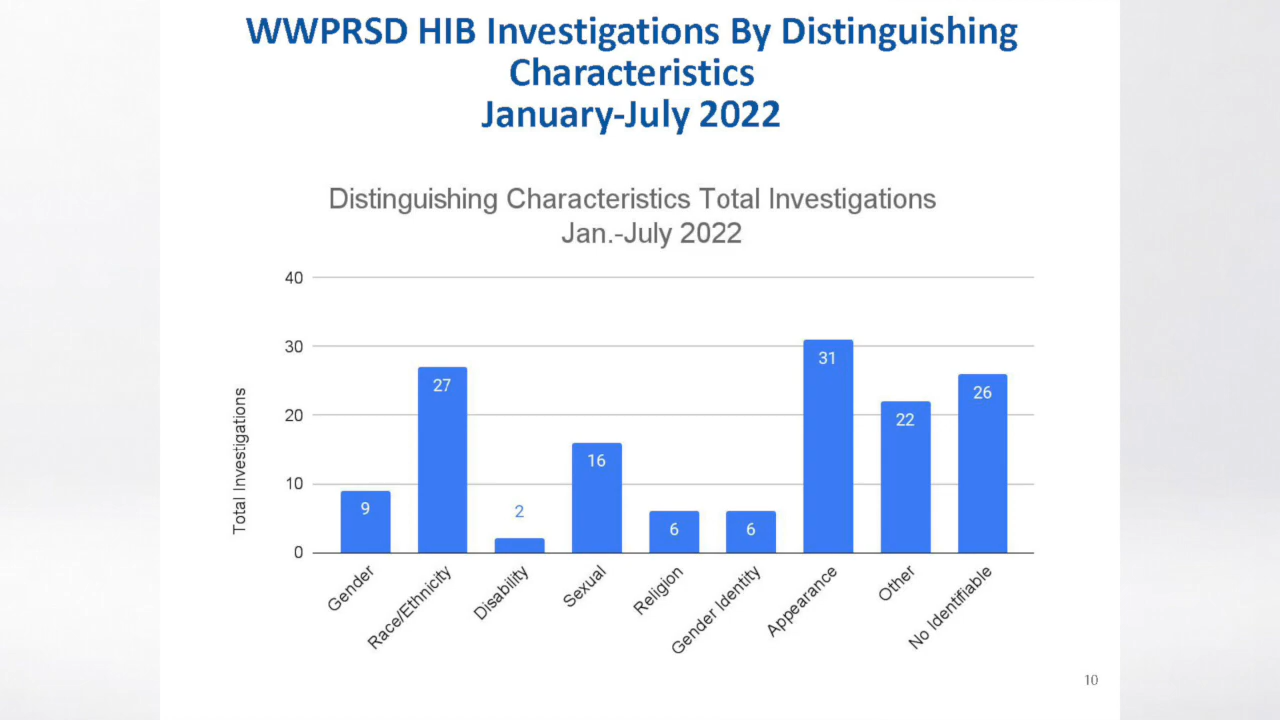 WWPRSD HIB Investigations By Distinguishing
Characteristics
January-July 2022
Distinguishing Characteristics Total Investigations
Jan.-July 2022
Total Investigations
40
30
20
10
0
9
27
2
16
6
6
31
22
26
Gender
Race/Ethnicity
Disability
Sexual
Religion
Gender Identity
Appearance
Other
No Identifiable
10